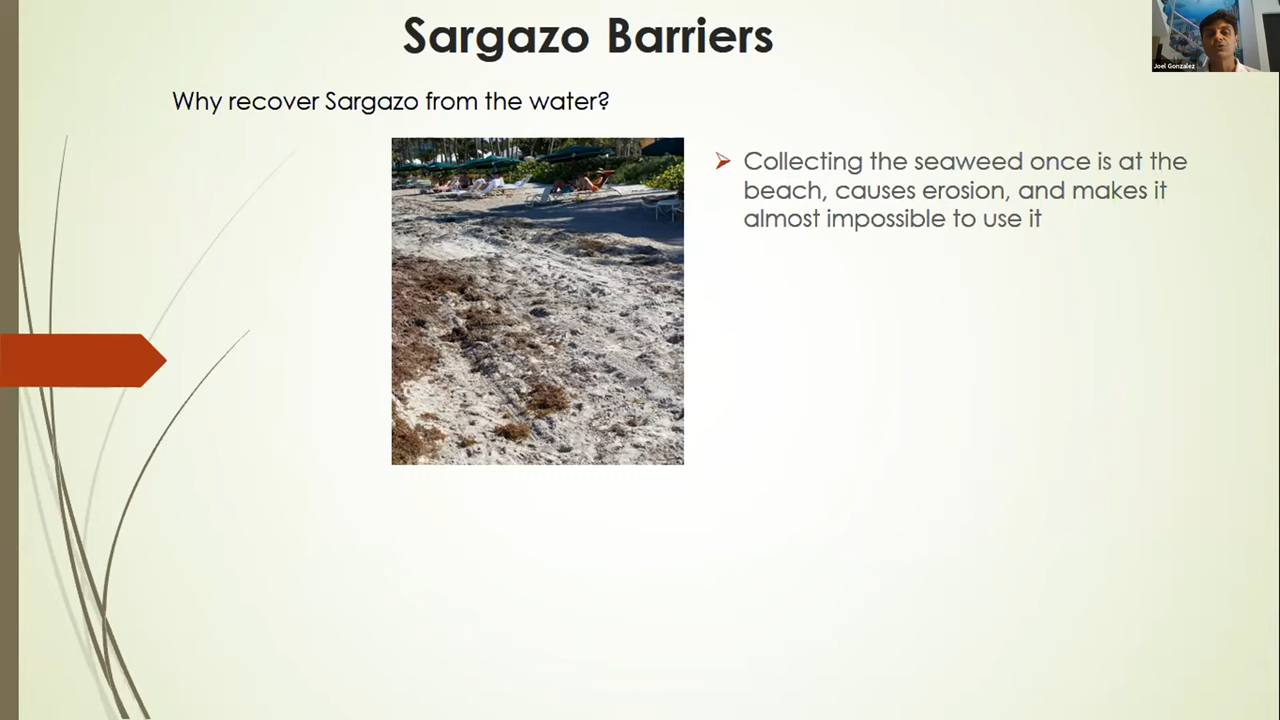 Sargazo Barriers
Joel Gonzalez
Why recover Sargazo from the water?
Collecting the seaweed once is at the
beach, causes erosion, and makes it
almost impossible to use it